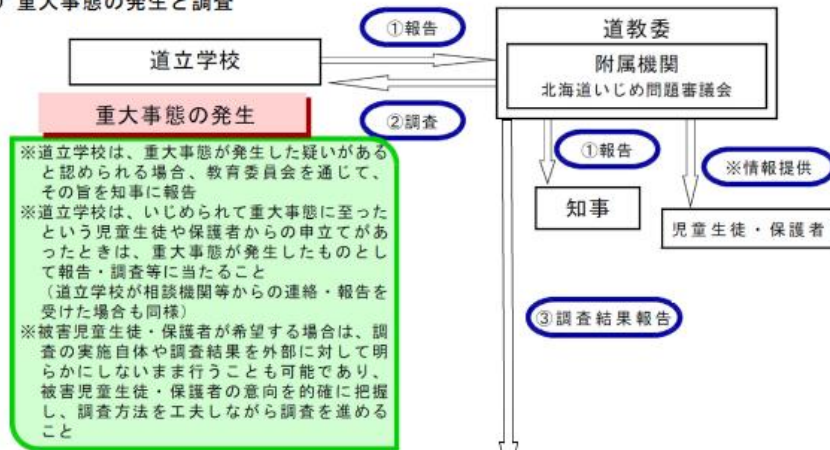 重大事態の発生と調査
①報告
道教委
道立学校
附属機関
北海道いじめ問題審議会
重大事態の発生
②調査
※道立学校は、重大事態が発生した疑いがある
と認められる場合、教育委員会を通じて、
その旨を知事に報告
※道立学校は、いじめられて重大事態に至った
という児童生徒や保護者からの申立てがあ
ったときは、重大事態が発生したものとし
て報告・調査等に当たること
（道立学校が相談機関等からの連絡・報告を
受けた場合も同様）
※被害児童生徒・保護者が希望する場合は、調
査の実施自体や調査結果を外部に対して明
らかにしないまま行うことも可能であり、
被害児童生徒・保護者の意向を的確に把握
し、調査方法を工夫しながら調査を進める
こと
①報告
※情報提供
知事
児童生徒・保護者
③調査結果報告